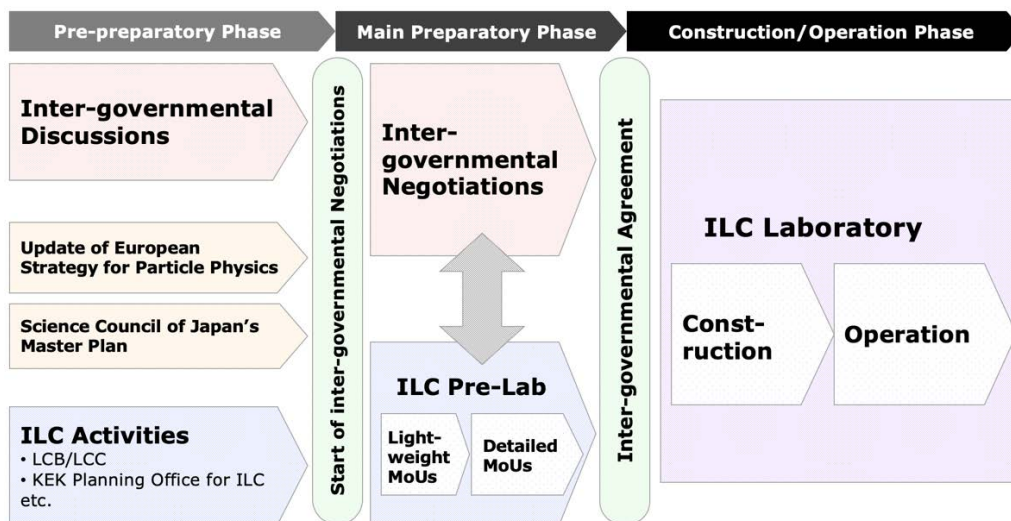 Pre-preparatory Phase
Main Preparatory Phase
Construction/Operation Phase
Inter-governmental
Discussions
Update of European
Strategy for Particle Physics
Science Council of Japan's
Master Plan
ILC Activities
• LCB/LCC
• KEK Planning Office for ILC
etc.
Start of inter-governmental Negotiations
Inter-
governmental
Negotiations
ILC Pre-Lab
Light-
weight
MoUs
Detailed
MoUs
Inter-governmental Agreement
ILC Laboratory
Const-
ruction
Operation